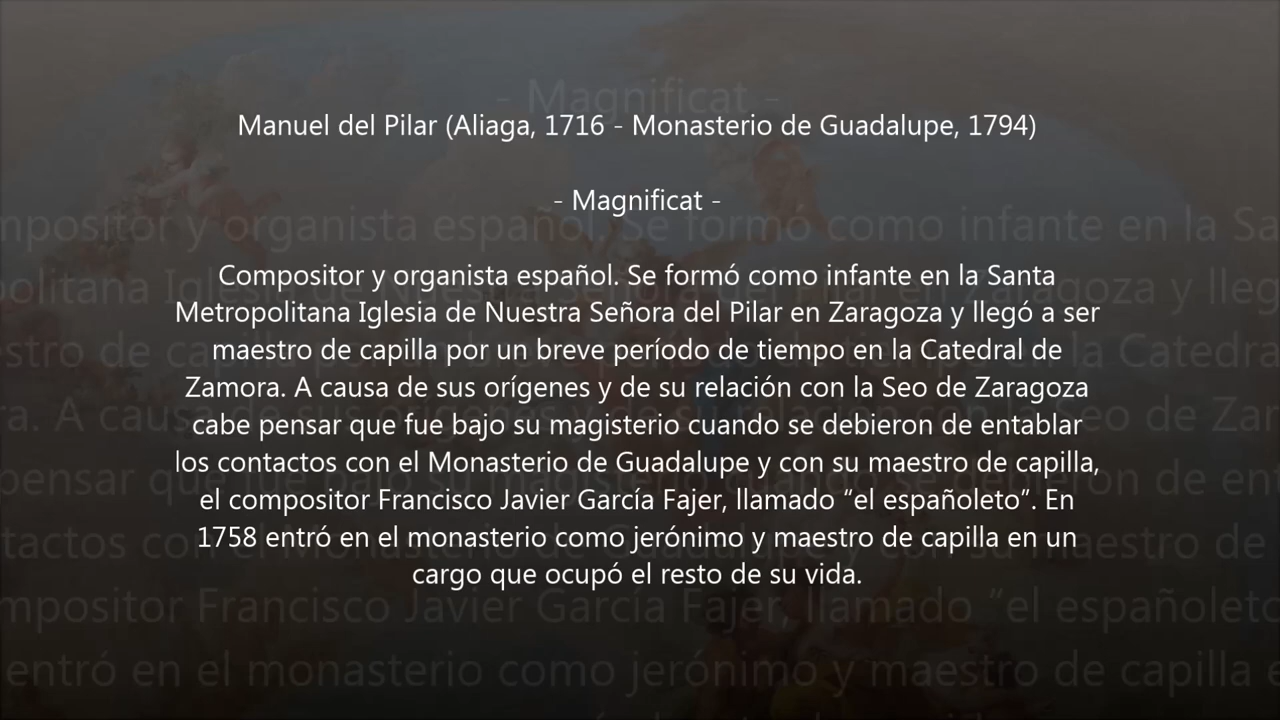 Manuel del Pilar (Aliaga, 1716 - Monasterio de Guadalupe, 1794)
- Magnificat -
Compositor y organista español. Se formó como infante en la Santa
Metropolitana Iglesia de Nuestra Señora del Pilar en Zaragoza y llegó a ser
maestro de capilla por un breve período de tiempo en la Catedral de
Zamora. A causa de sus orígenes y de su relación con la Seo de Zaragoza
cabe pensar que fue bajo su magisterio cuando se debieron de entablar
los contactos con el Monasterio de Guadalupe y con su maestro de capilla,
el compositor Francisco Javier García Fajer, llamado “el españoleto”. En
1758 entró en el monasterio como jerónimo y maestro de capilla en un
cargo que ocupó el resto de su vida.